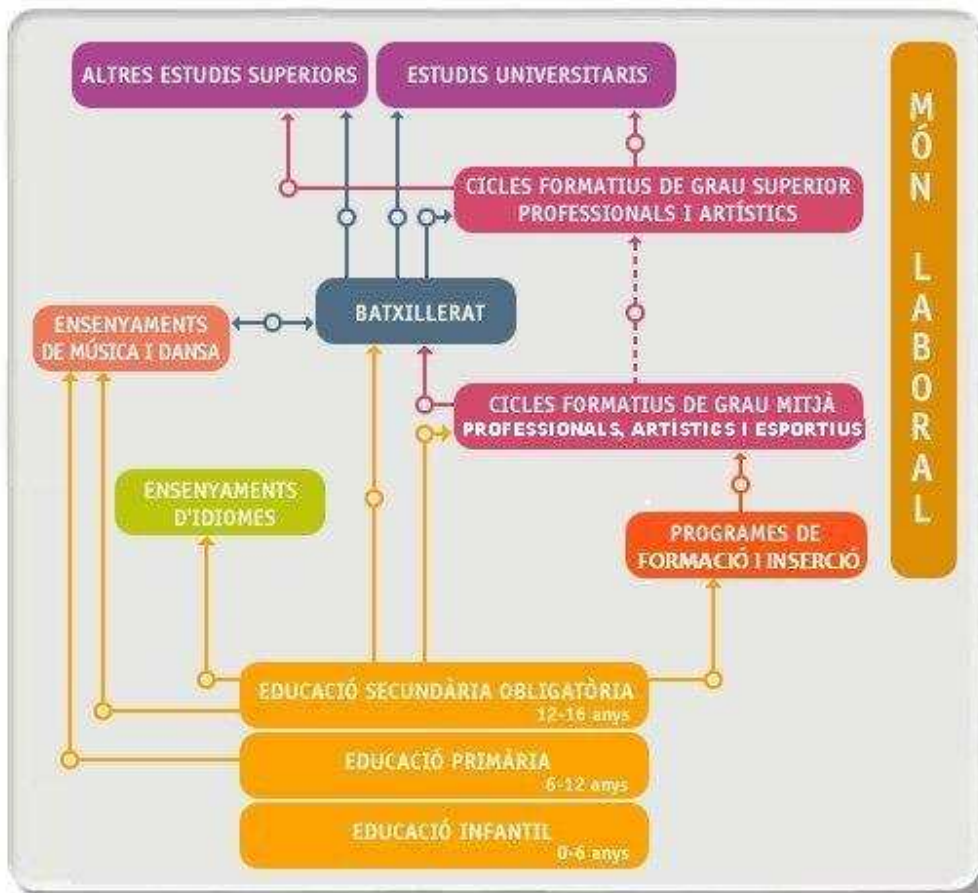 ALTRES ESTUDIS SUPERIORS
ESTUDIS UNIVERSITARIS
CICLES FORMATIUS DE GRAU SUPERIOR
PROFESSIONALS I ARTÍSTICS
BATXILLERAT
ENSENYAMENTS
DE MÚSICA I DANSA
CICLES FORMATIUS DE GRAU MITJÀ
PROFESSIONALS, ARTÍSTICS I ESPORTIUS
ENSENYAMENTS
D'IDIOMES
PROGRAMES DE
FORMACIÓ I INSERCIÓ
EDUCACIÓ SECUNDÀRIA OBLIGATÒRIA
12-16 anys
EDUCACIÓ PRIMÀRIA
6-12 anys
EDUCACIÓ INFANTIL
0-6 anys
MÓN LABORAL